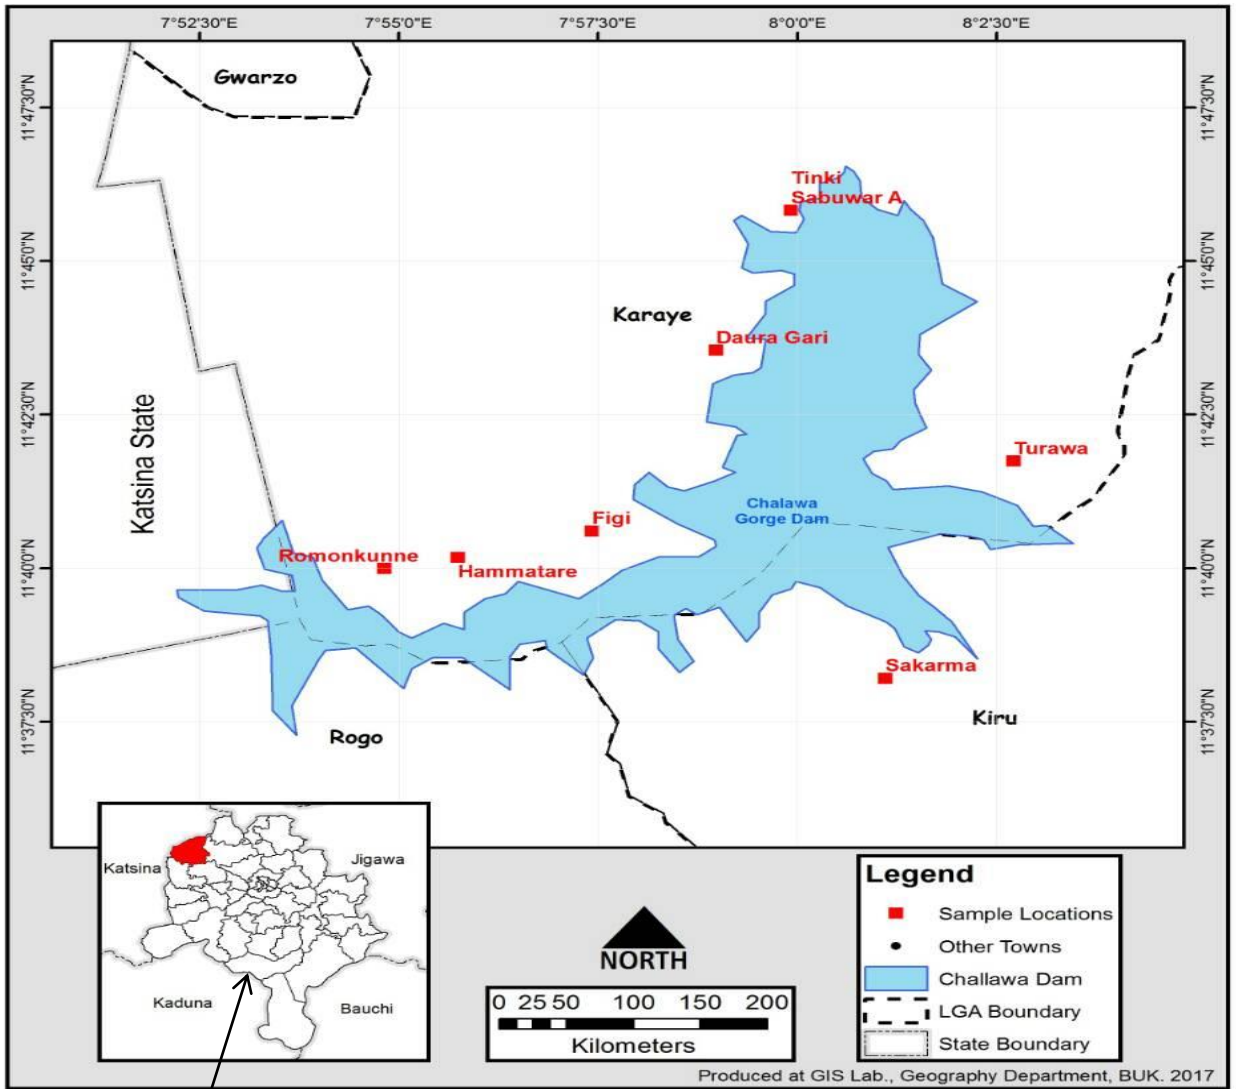 7°52'30"E
7°55'0"E
7°57'30"E
8°0'0"E
8°2'30"E
11°47'30"N
11°45'0"N
11°42'30"N
11°40'0"N
11°37'30"N
11°47'30"N
11°45'0"N
11°42'30"N
11°40'0"N
11°37'30"N
Gwarzo
Tinki
Sabuwar A
Karaye
Daura Gari
Katsina State
Turawa
Chalawa
Gorge Dam
Figi
Romonkunne
Hammatare
Sakarma
Kiru
Rogo
Katsina
Jigawa
Kaduna
Bauchi
NORTH
0 25 50 100 150 200
Kilometers
Legend
Sample Locations
Other Towns
Challawa Dam
LGA Boundary
State Boundary
Produced at GIS Lab., Geography Department, BUK. 2017